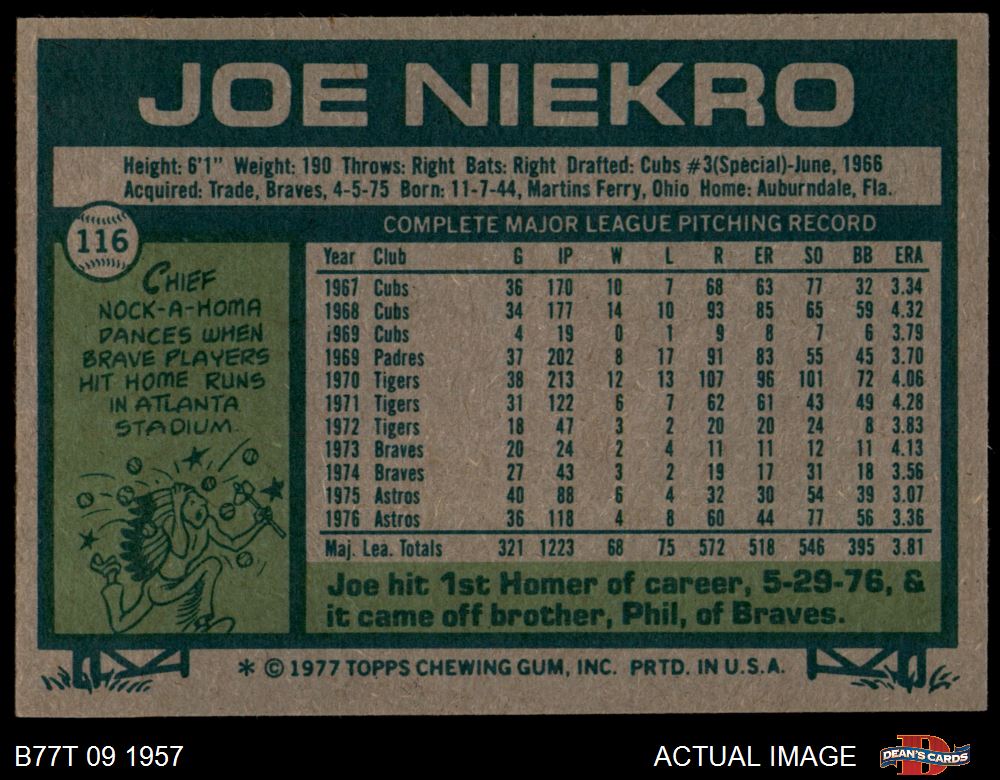 JOE NIEKRO
Height: 6'1" Weight: 190 Throws: Right Bats: Right Drafted: Cubs #3(Special)-June, 1966
Acquired: Trade, Braves, 4-5-75 Born: 11-7-44, Martins Ferry, Ohio Home: Auburndale, Fla.
116
CHIEF
NOCK-A-HOMA
DANCES WHEN
BRAVE PLAYERS
HIT HOME RUNS
IN ATLANTA
STADIUM.
COMPLETE MAJOR LEAGUE PITCHING RECORD
Year Club G IP W L R ER SO BB ERA
1967 Cubs 36 170 10 7 68 63 77 32 3.34
1968 Cubs 34 177 14 10 93 85 65 59 4.32
1969 Cubs 4 19 0 1 9 8 7 6 3.79
1969 Padres 37 202 8 17 91 83 55 45 3.70
1970 Tigers 38 213 12 13 107 96 101 72 4.06
1971 Tigers 31 122 6 7 62 61 43 49 4.28
1972 Tigers 18 47 3 2 20 20 24 8 3.83
1973 Braves 20 24 2 4 11 11 12 11 4.13
1974 Braves 27 43 3 2 19 17 31 18 3.56
1975 Astros 40 88 6 4 32 30 54 39 3.07
1976 Astros 36 118 4 8 60 44 77 56 3.36
Maj. Lea. Totals 321 1223 68 75 572 518 546 395 3.81
Joe hit 1st Homer of career, 5-29-76, &
it came off brother, Phil, of Braves.
* © 1977 TOPPS CHEWING GUM, INC. PRTD. IN U.S.A.
B77T 09 1957
ACTUAL IMAGE
D
DEAN'S CARDS